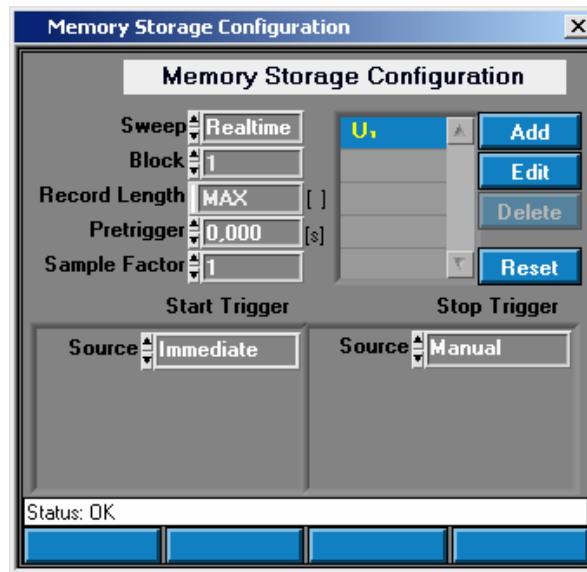 Memory Storage Configuration
Memory Storage Configuration
Sweep Realtime
Block 1
Record Length MAX [ ]
Pretrigger 0,000 [s]
Sample Factor 1
U₁
Add
Edit
Delete
Reset
Start Trigger
Source Immediate
Stop Trigger
Source Manual
Status: OK